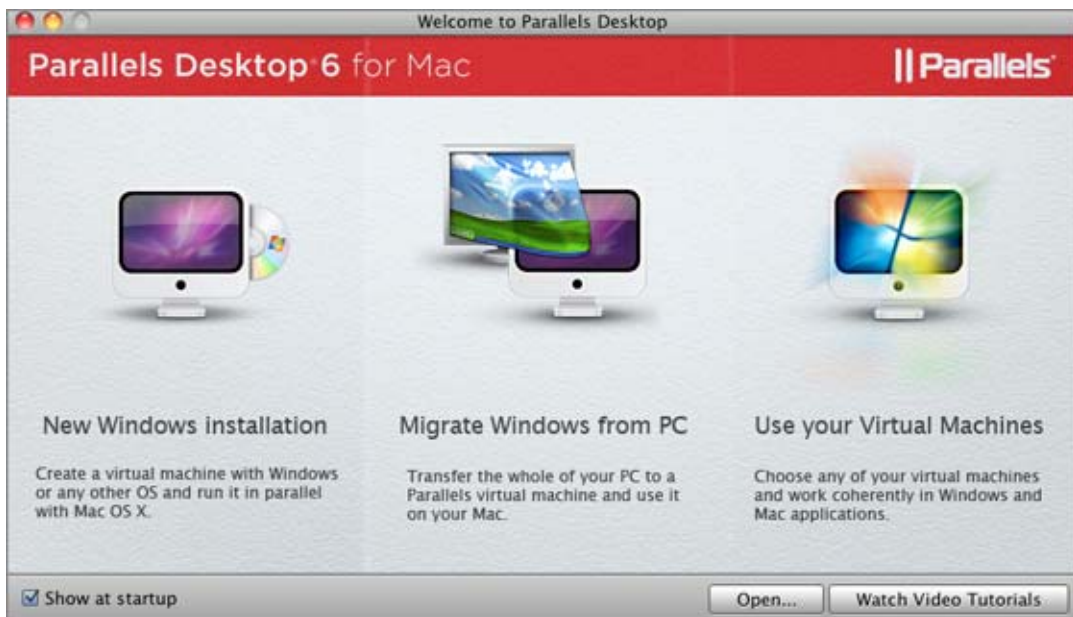 Welcome to Parallels Desktop
Parallels Desktop® 6 for Mac
Parallels®
New Windows installation
Create a virtual machine with Windows
or any other OS and run it in parallel
with Mac OS X.
Migrate Windows from PC
Transfer the whole of your PC to a
Parallels virtual machine and use it
on your Mac.
Use your Virtual Machines
Choose any of your virtual machines
and work coherently in Windows and
Mac applications.
Show at startup
Open...
Watch Video Tutorials